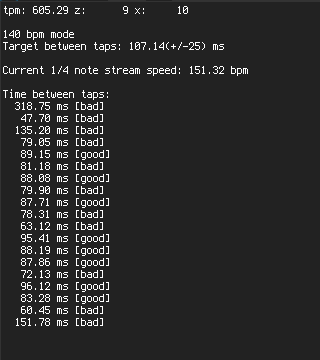 tpm: 605.29 z: 9 x: 10
140 bpm mode
Target between taps: 107.14(+/-25) ms
Current 1/4 note stream speed: 151.32 bpm
Time between taps:
318.75 ms [bad]
47.70 ms [bad]
135.20 ms [bad]
79.05 ms [bad]
89.15 ms [good]
81.18 ms [bad]
88.08 ms [good]
79.90 ms [bad]
87.71 ms [good]
78.31 ms [bad]
63.12 ms [bad]
95.41 ms [good]
88.19 ms [good]
87.86 ms [good]
72.13 ms [bad]
96.12 ms [good]
83.28 ms [good]
60.45 ms [bad]
151.78 ms [bad]